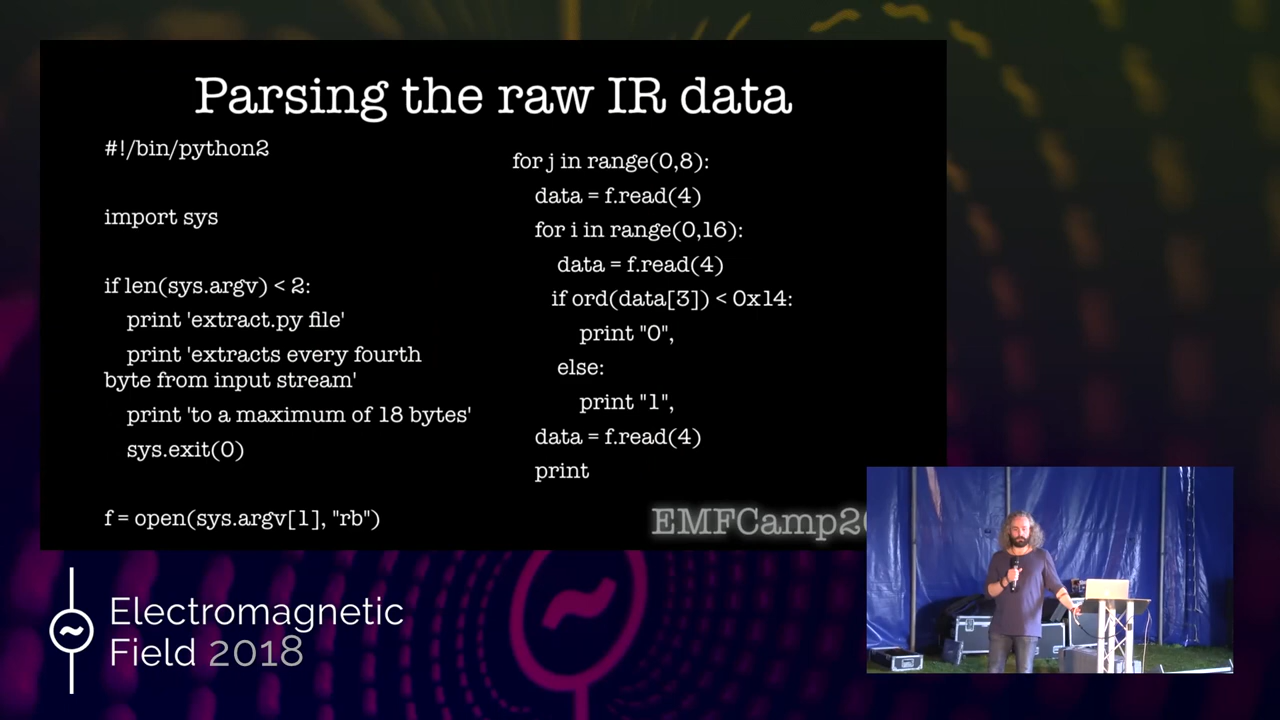 Parsing the raw IR data
#!/bin/python2
import sys
if len(sys.argv) < 2:
print 'extract.py file'
print 'extracts every fourth
byte from input stream'
print 'to a maximum of 18 bytes'
sys.exit(0)
f = open(sys.argv[1], "rb")
for j in range(0,8):
data = f.read(4)
for i in range(0,16):
data = f.read(4)
if ord(data[3]) < 0x14:
print "0",
else:
print "1",
data = f.read(4)
print
Electromagnetic
Field 2018